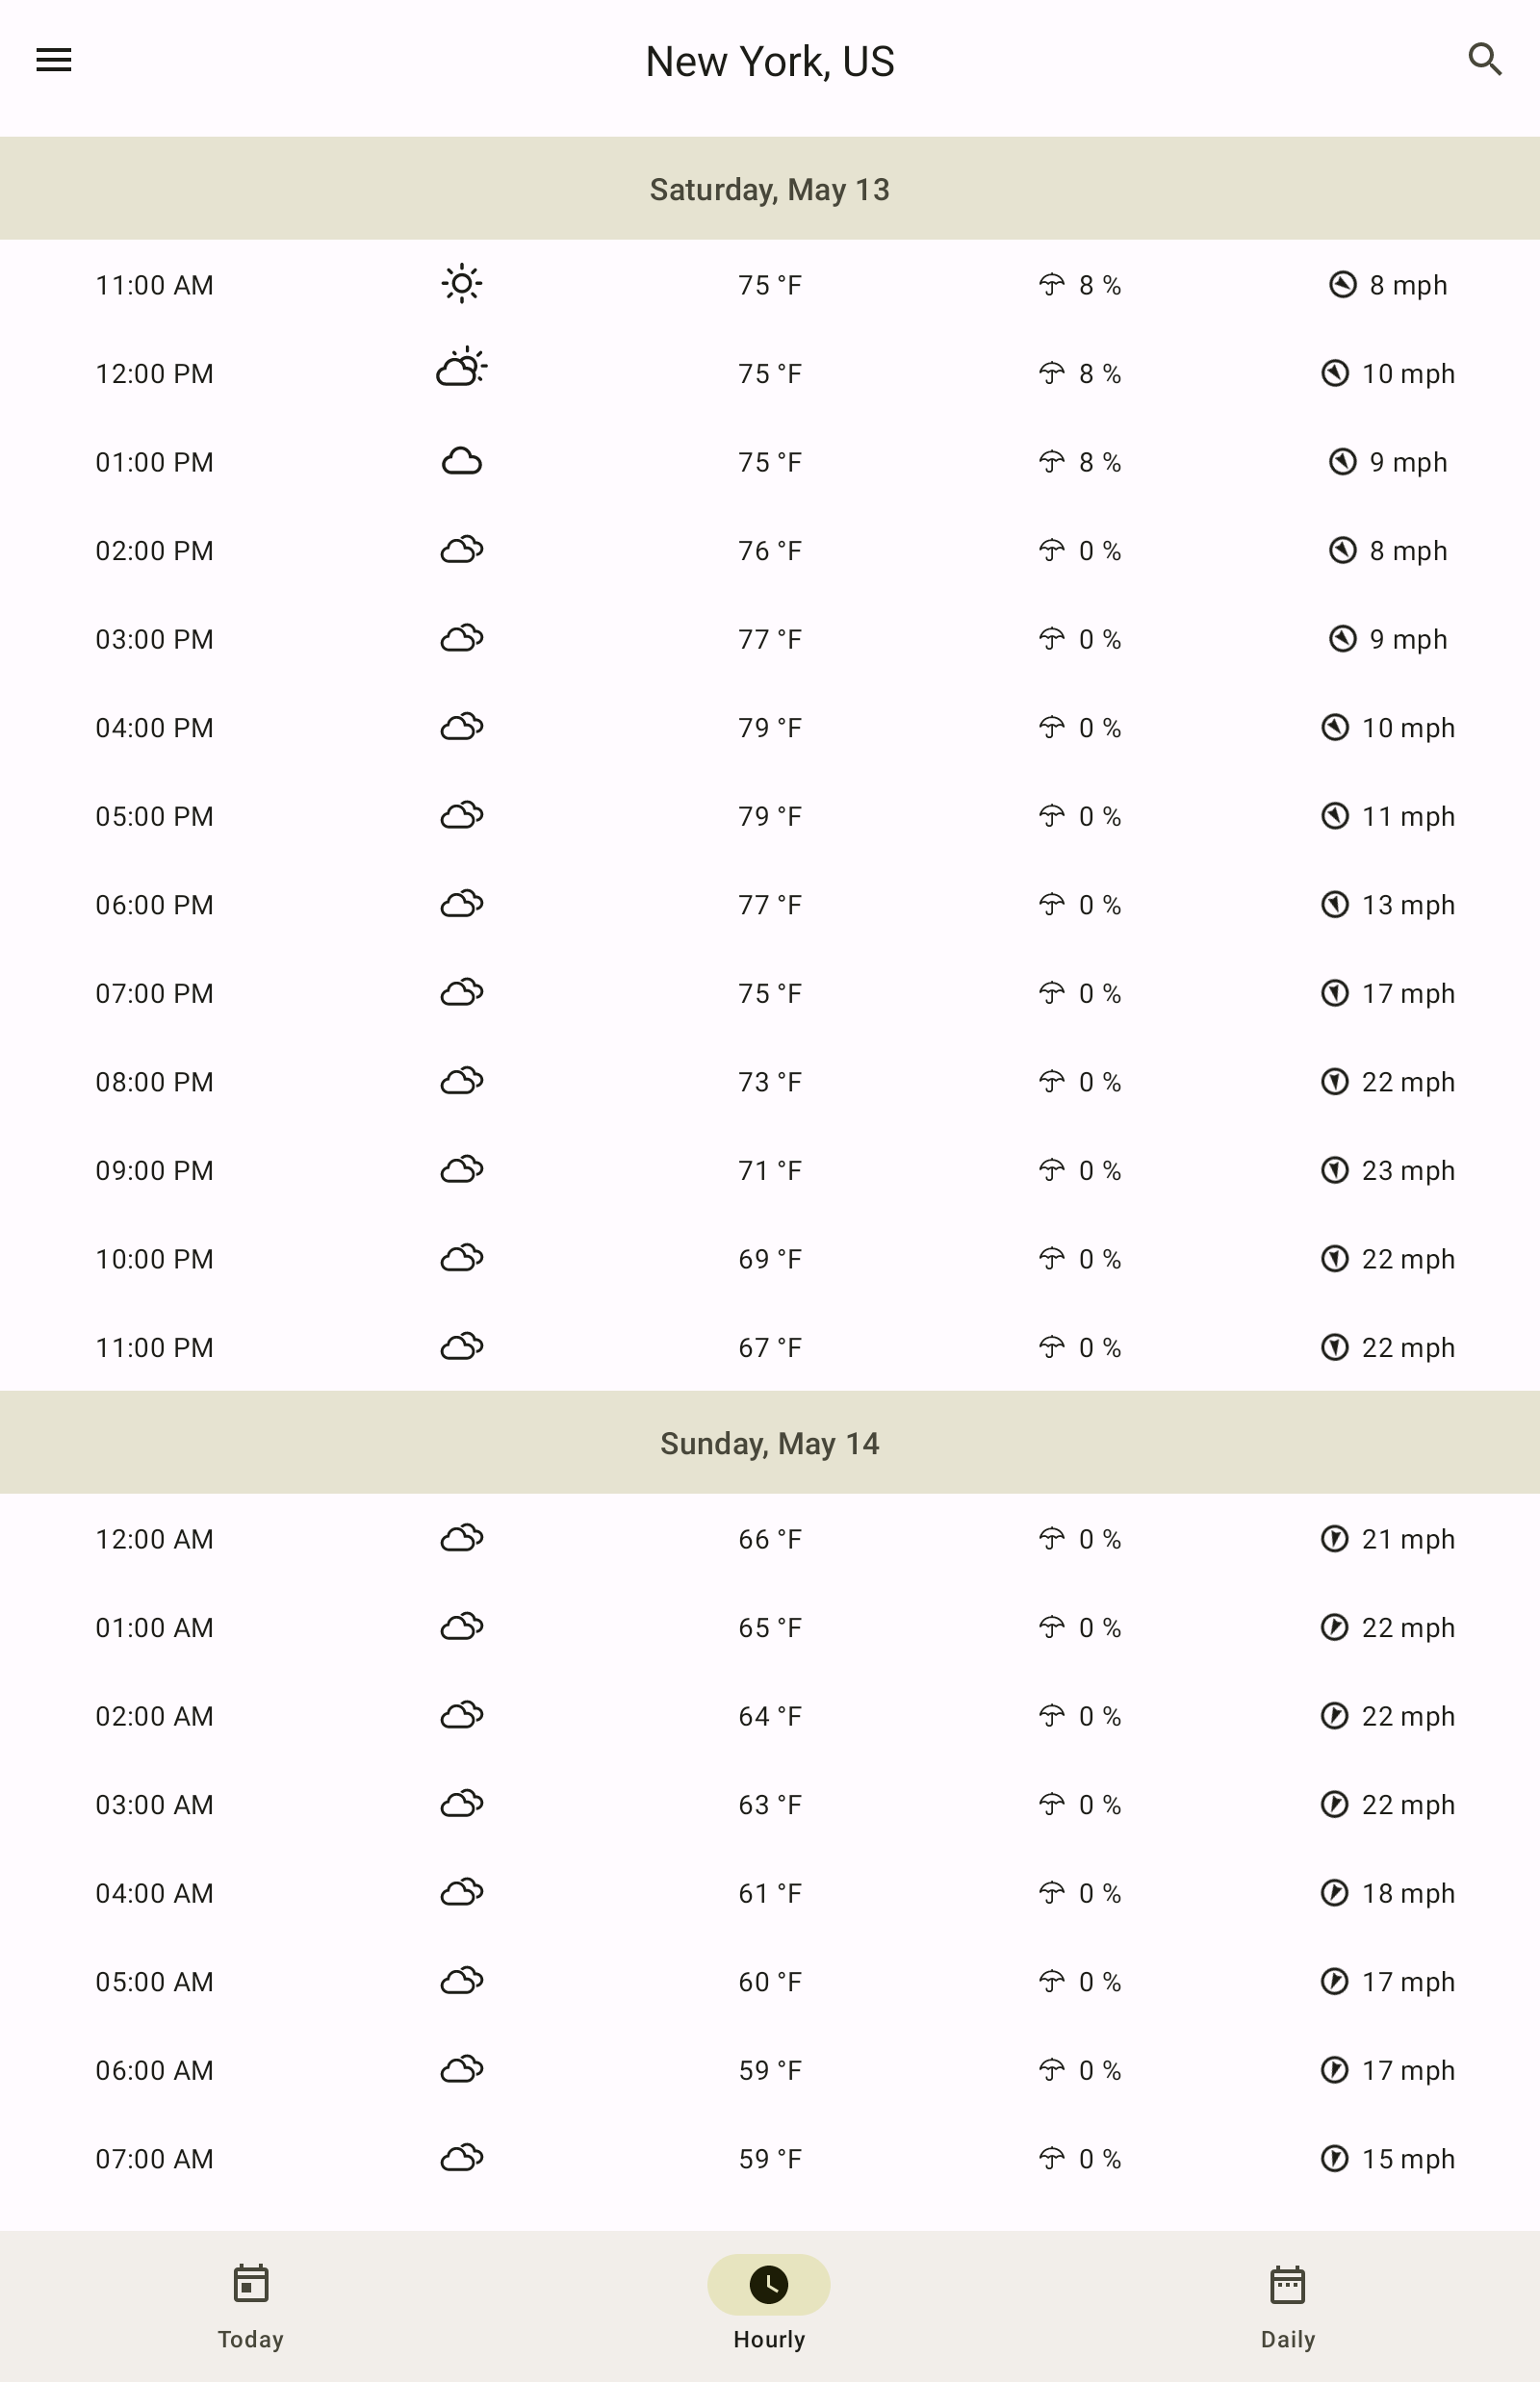 New York, US
Saturday, May 13
11:00 AM 75 °F 8 % 8 mph
12:00 PM 75 °F 8 % 10 mph
01:00 PM 75 °F 8 % 9 mph
02:00 PM 76 °F 0 % 8 mph
03:00 PM 77 °F 0 % 9 mph
04:00 PM 79 °F 0 % 10 mph
05:00 PM 79 °F 0 % 11 mph
06:00 PM 77 °F 0 % 13 mph
07:00 PM 75 °F 0 % 17 mph
08:00 PM 73 °F 0 % 22 mph
09:00 PM 71 °F 0 % 23 mph
10:00 PM 69 °F 0 % 22 mph
11:00 PM 67 °F 0 % 22 mph
Sunday, May 14
12:00 AM 66 °F 0 % 21 mph
01:00 AM 65 °F 0 % 22 mph
02:00 AM 64 °F 0 % 22 mph
03:00 AM 63 °F 0 % 22 mph
04:00 AM 61 °F 0 % 18 mph
05:00 AM 60 °F 0 % 17 mph
06:00 AM 59 °F 0 % 17 mph
07:00 AM 59 °F 0 % 15 mph
Today Hourly Daily